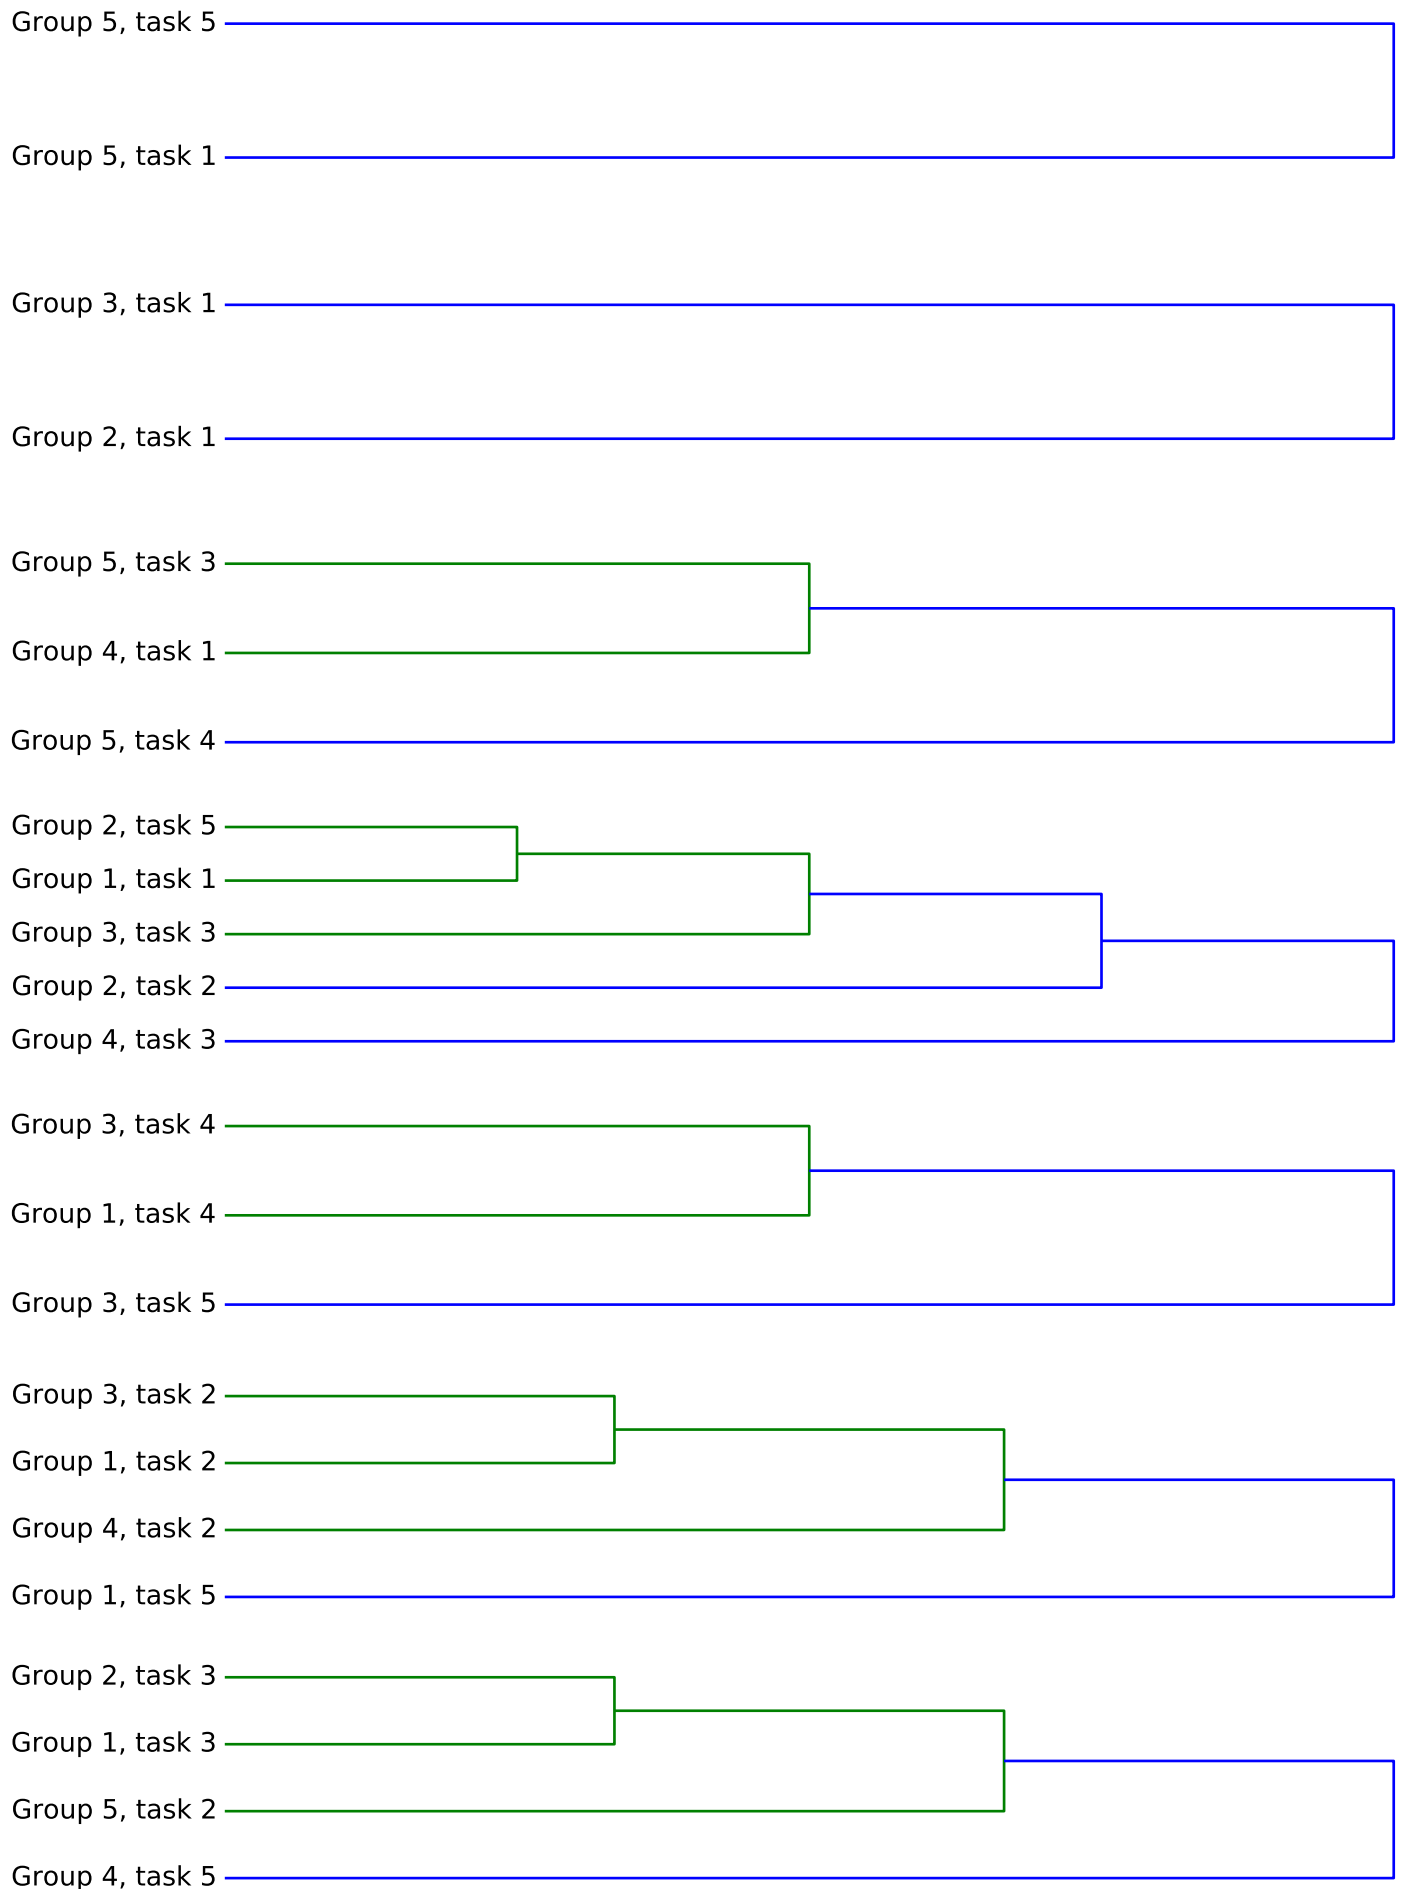 Group 5, task 5
Group 5, task 1
Group 3, task 1
Group 2, task 1
Group 5, task 3
Group 4, task 1
Group 5, task 4
Group 2, task 5
Group 1, task 1
Group 3, task 3
Group 2, task 2
Group 4, task 3
Group 3, task 4
Group 1, task 4
Group 3, task 5
Group 3, task 2
Group 1, task 2
Group 4, task 2
Group 1, task 5
Group 2, task 3
Group 1, task 3
Group 5, task 2
Group 4, task 5